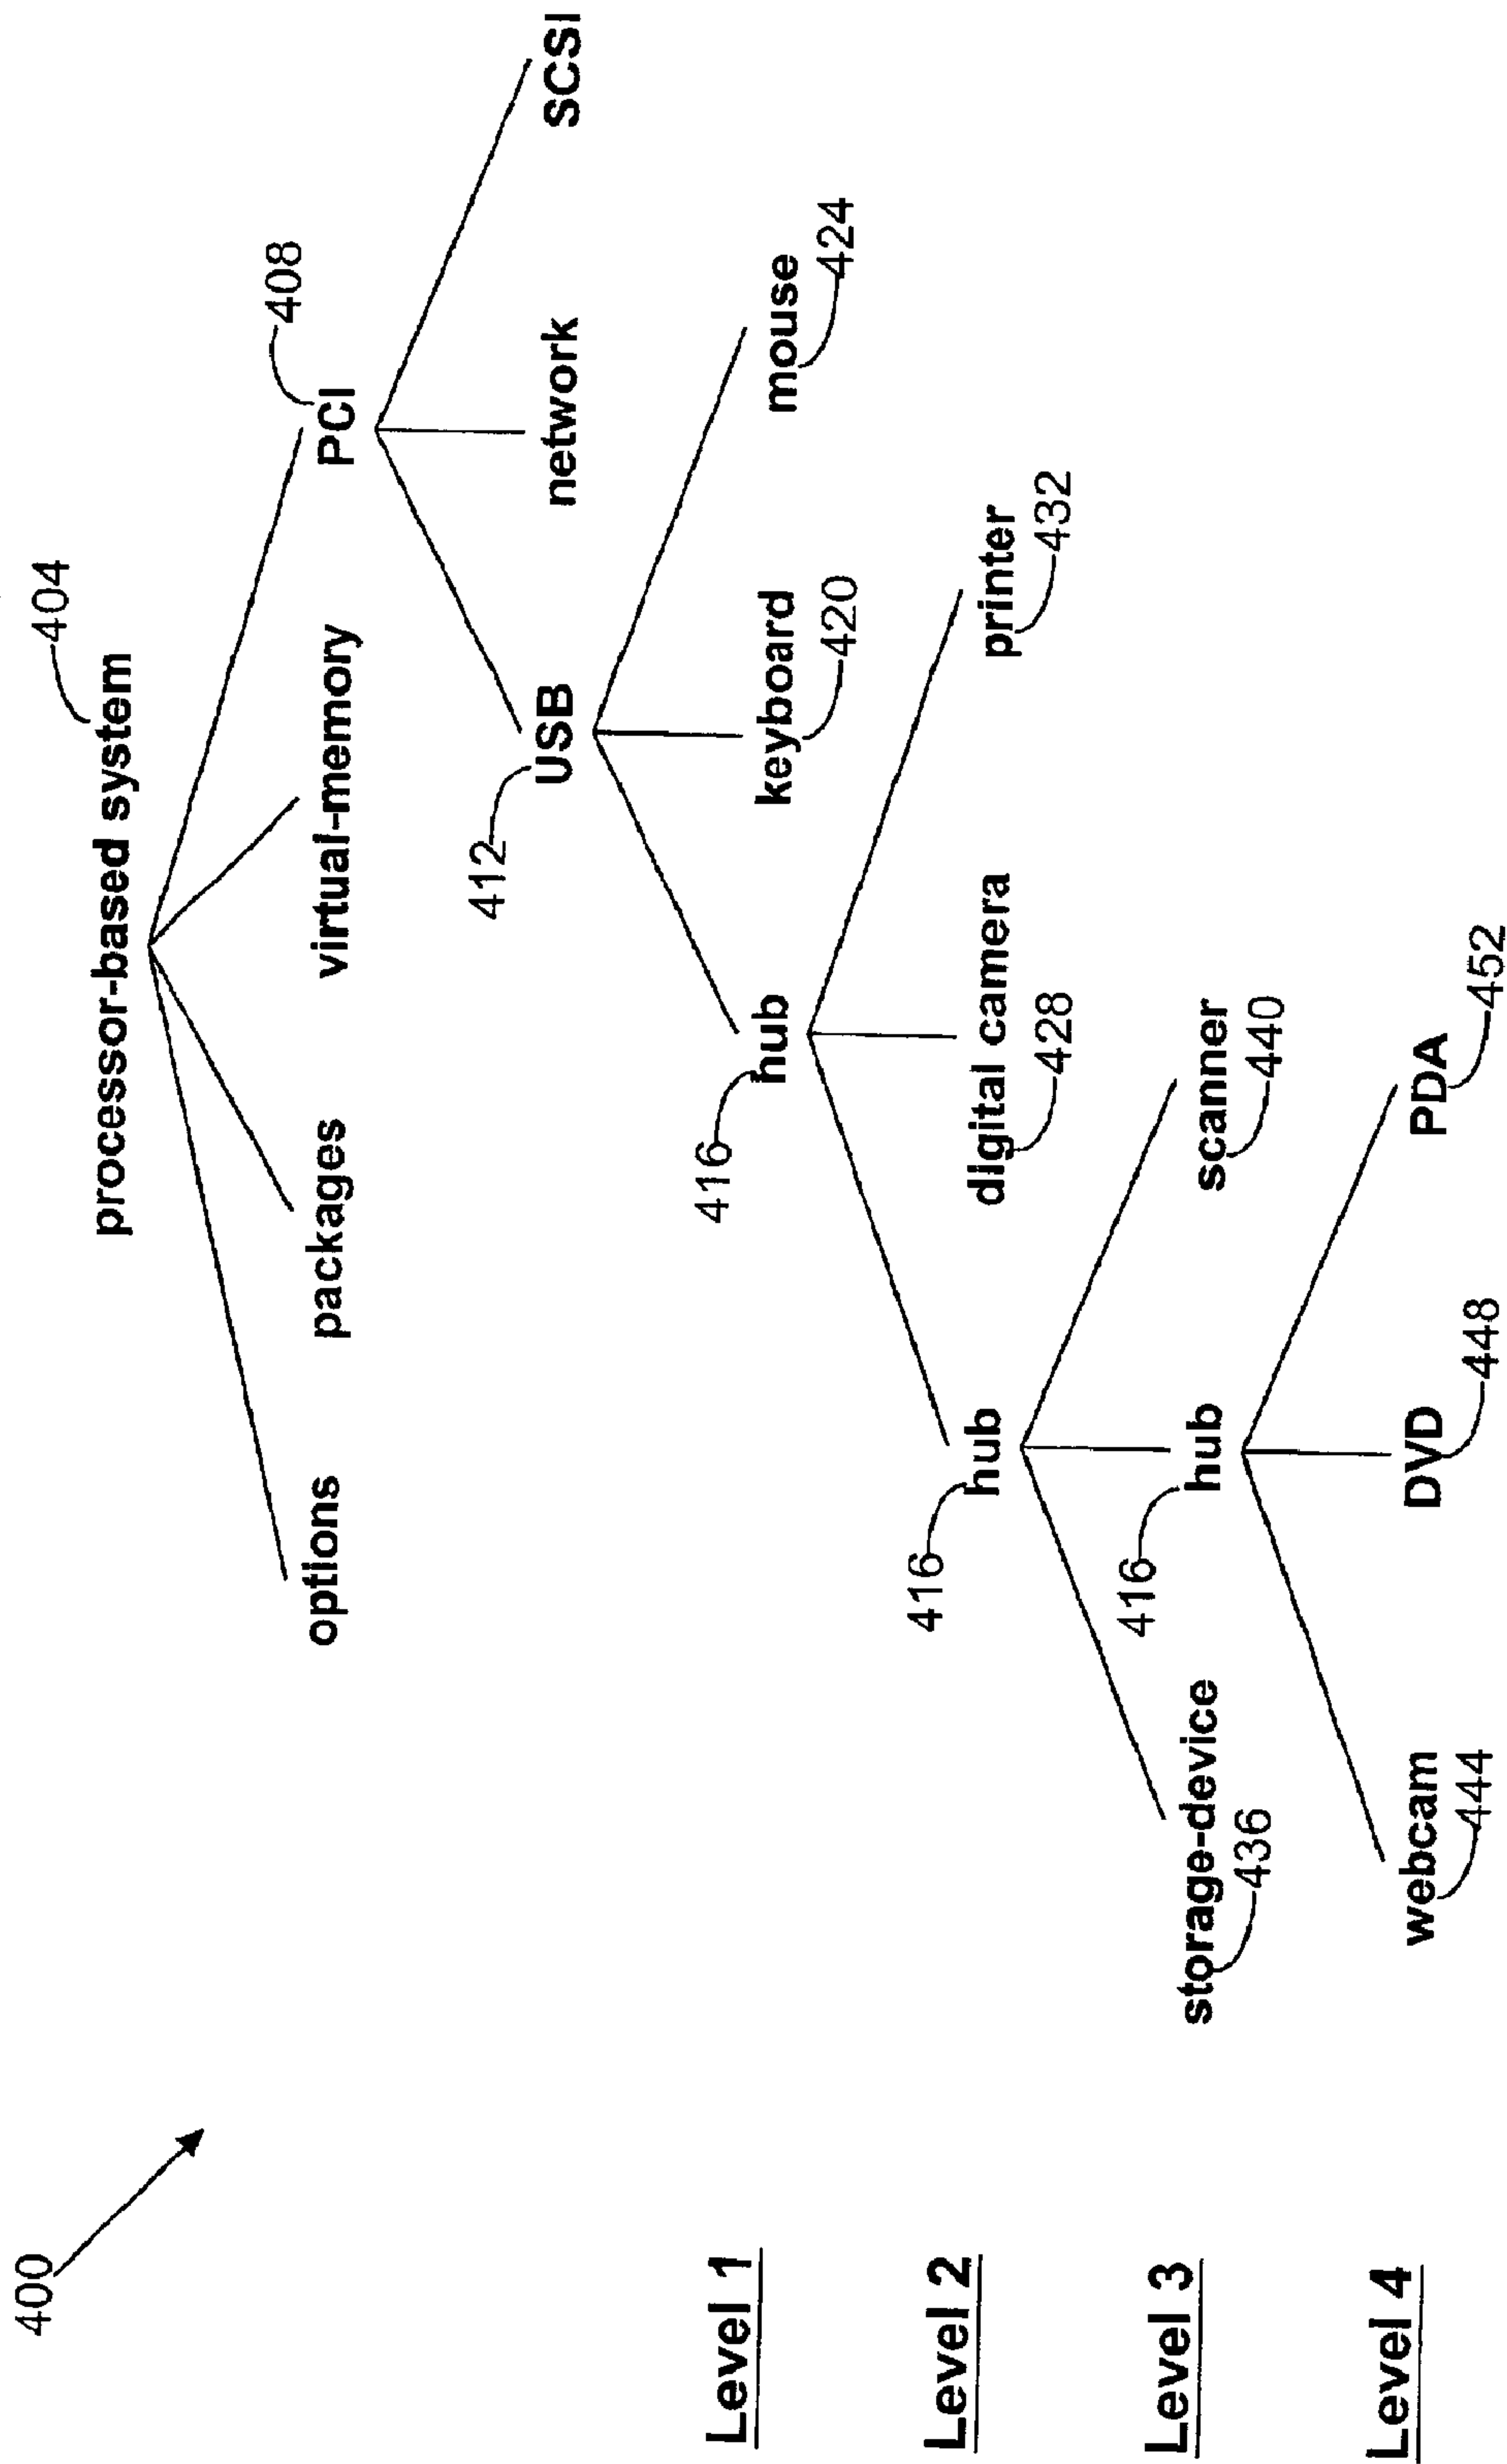 400
404
processor-based system
408
options
packages
virtual-memory
PCI
412
USB
network
SCSI
416
Level 1
hub
keyboard
mouse
420
424
416
Level 2
hub
digital camera
printer
428
432
416
Level 3
storage-device
hub
scanner
436
440
Level 4
webcam
DVD
PDA
444
448
452